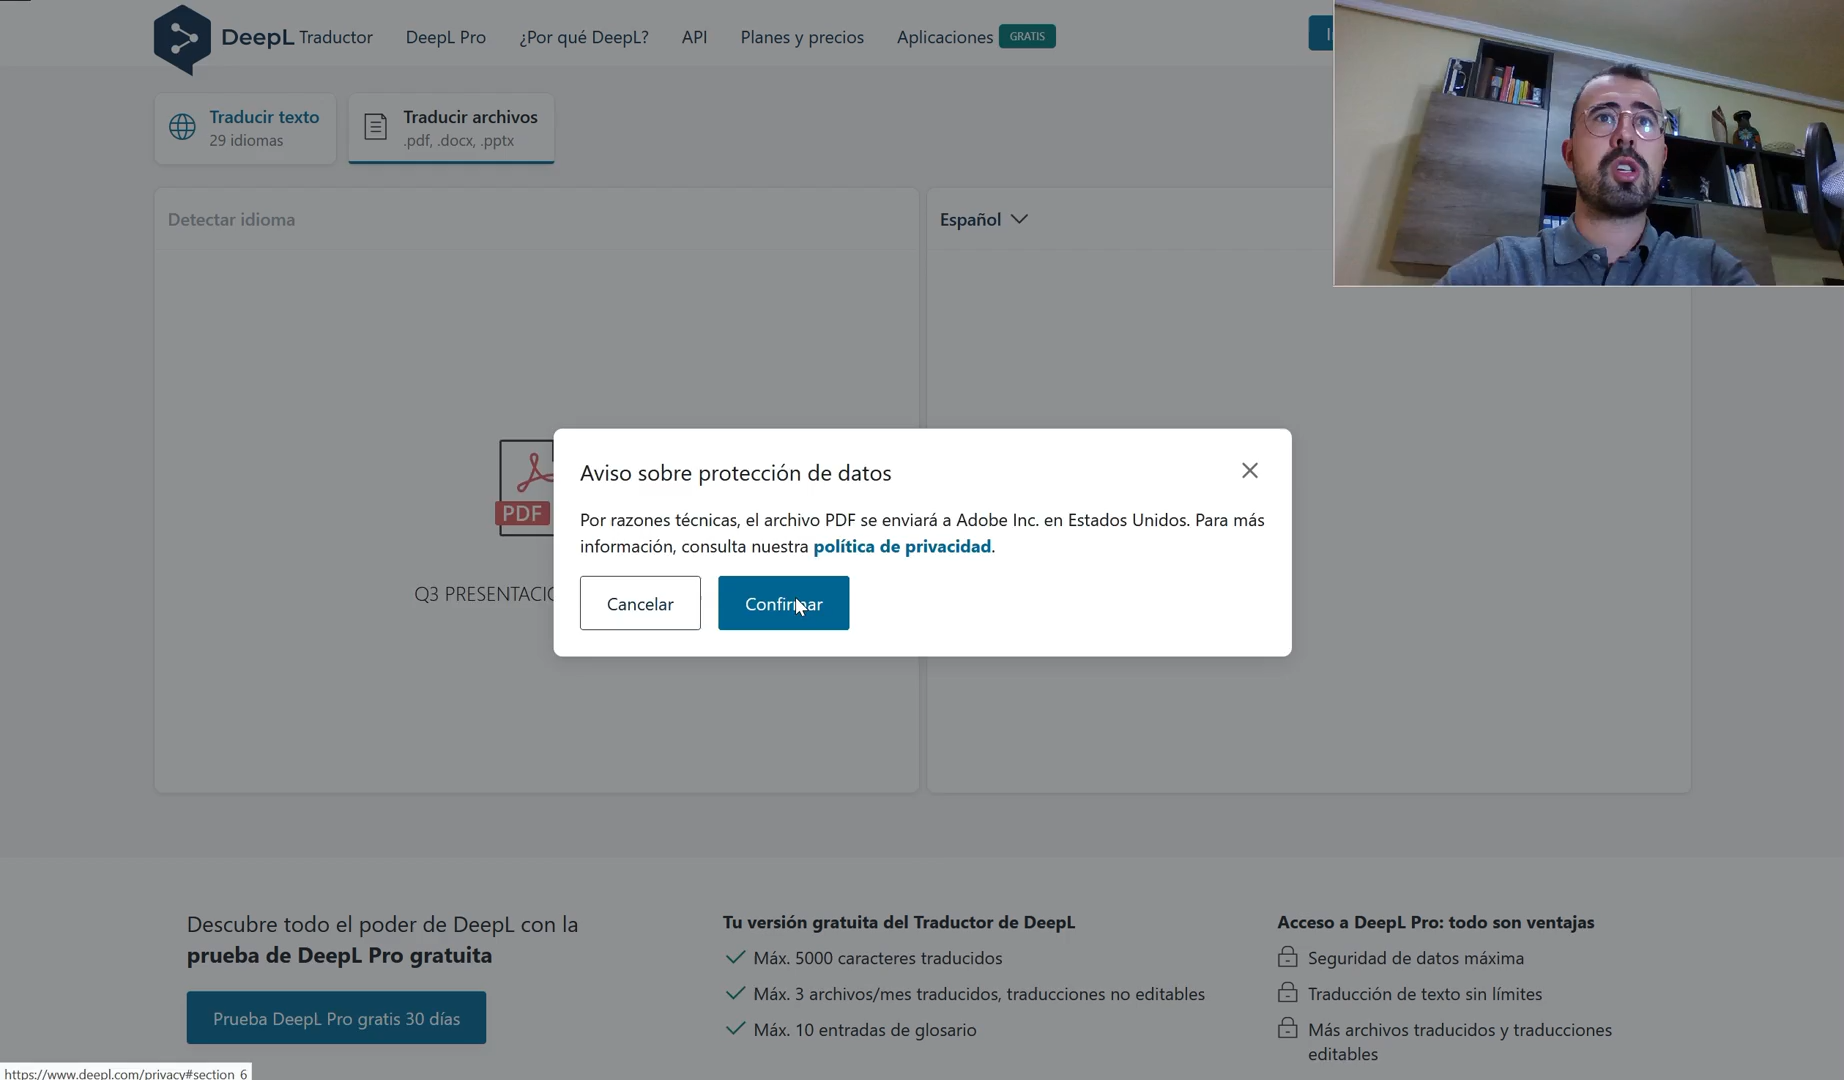 DeepL Traductor
DeepL Pro
¿Por qué DeepL?
API
Planes y precios
Aplicaciones
GRATIS
Traducir texto
29 idiomas
Traducir archivos
.pdf, .docx, .pptx
Detectar idioma
Español
PDF
Q3
Aviso sobre protección de datos
Por razones técnicas, el archivo PDF se enviará a Adobe Inc. en Estados Unidos. Para más
información, consulta nuestra política de privacidad.
Cancelar
Confirmar
Descubre todo el poder de DeepL con la
prueba de DeepL Pro gratuita
Prueba DeepL Pro gratis 30 días
Tu versión gratuita del Traductor de DeepL
Máx. 5000 caracteres traducidos
Máx. 3 archivos/mes traducidos, traducciones no editables
Máx. 10 entradas de glosario
Acceso a DeepL Pro: todo son ventajas
Seguridad de datos máxima
Traducción de texto sin límites
Más archivos traducidos y traducciones
editables
https://www.deepl.com/privacy#section_6